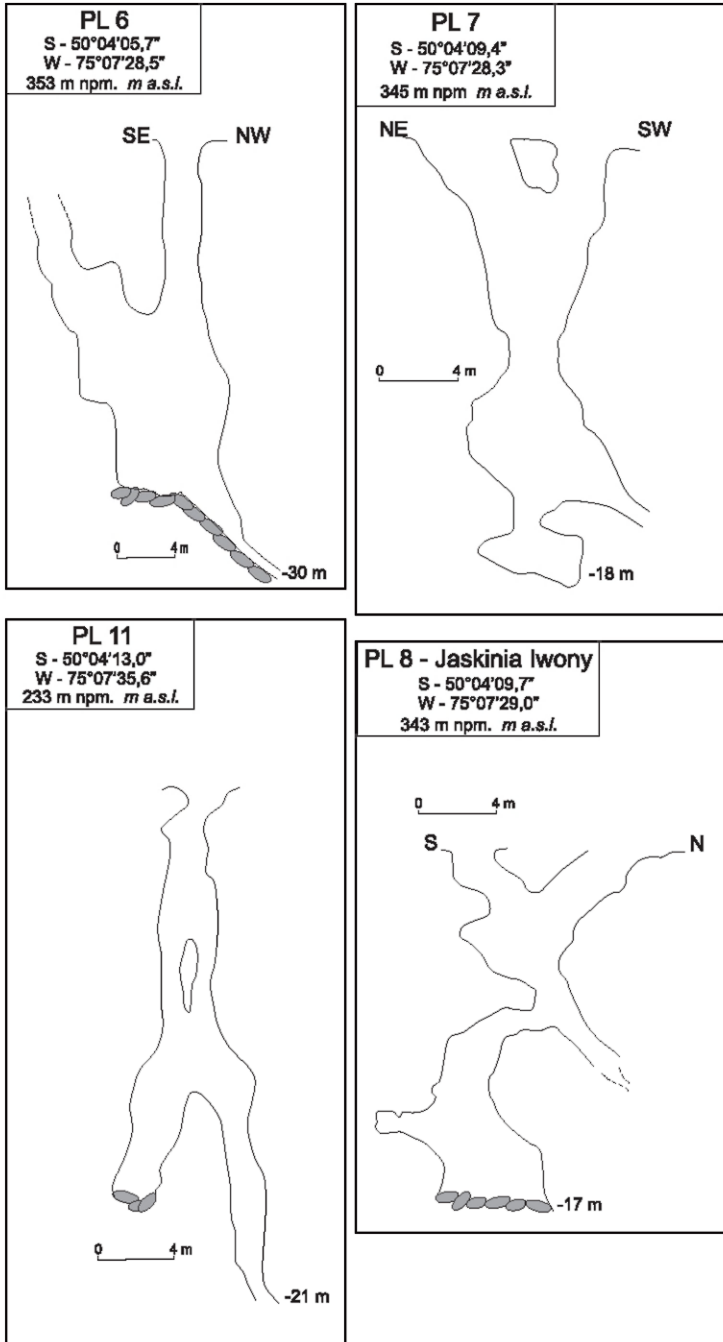 PL 6
S - 50°04'05,7"
W - 75°07'28,5"
353 m npm. m a.s.l.
SE NW
0 4 m
-30 m
PL 7
S - 50°04'09,4"
W - 75°07'28,3"
345 m npm m a.s.l.
NE SW
0 4 m
-18 m
PL 11
S - 50°04'13,0"
W - 75°07'35,6"
233 m npm. m a.s.l.
0 4 m
-21 m
PL 8 - Jaskinia Iwony
S - 50°04'09,7"
W - 75°07'29,0"
343 m npm. m a.s.l.
0 4 m
S N
-17 m